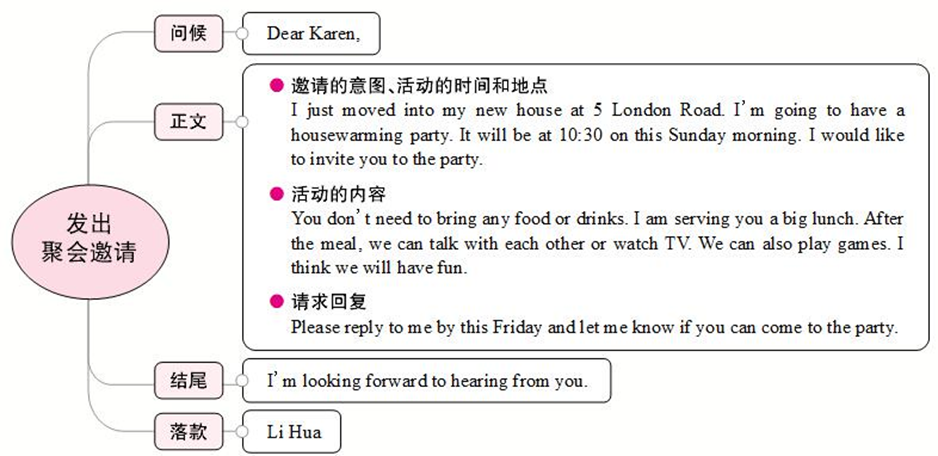 问候
Dear Karen,
正文
邀请的意图、活动的时间和地点
I just moved into my new house at 5 London Road. I'm going to have a
housewarming party. It will be at 10:30 on this Sunday morning. I would like
to invite you to the party.
活动的内容
You don't need to bring any food or drinks. I am serving you a big lunch. After
the meal, we can talk with each other or watch TV. We can also play games. I
think we will have fun.
请求回复
Please reply to me by this Friday and let me know if you can come to the party.
发出
聚会邀请
结尾
I'm looking forward to hearing from you.
落款
Li Hua